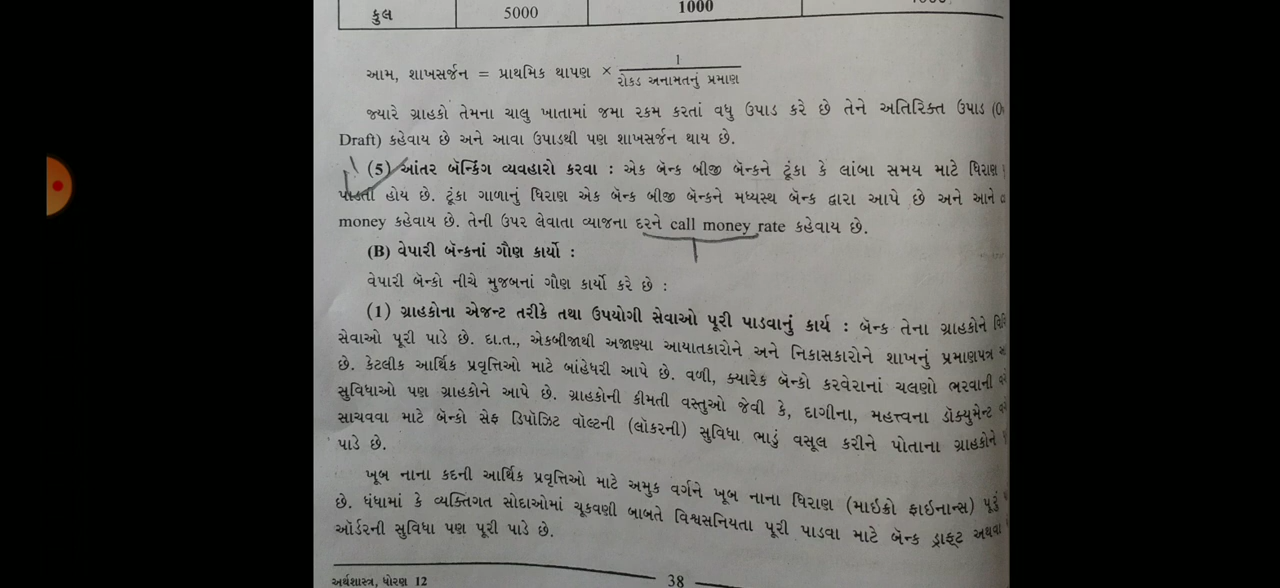 કુલ 5000 1000
આમ, શાખસર્જન = પ્રાથમિક થાપણ × 1
રોકડ અનામતનું પ્રમાણ
જ્યારે ગ્રાહકો તેમના ચાલુ ખાતામાં જમા રકમ કરતાં વધુ ઉપાડ કરે છે તેને અતિરિક્ત ઉપાડ
Draft) કહેવાય છે અને આવા ઉપાડથી પણ શાખસર્જન થાય છે.
(5) આંતર બૅન્કિંગ વ્યવહારો કરવા : એક બૅન્ક બીજી બૅન્કને ટૂંકા કે લાંબા સમય માટે ધિરાણ
પાડતી હોય છે. ટૂંકા ગાળાનું ધિરાણ એક બૅન્ક બીજી બૅન્કને મધ્યસ્થ બૅન્ક દ્વારા આપે છે અને આને
money કહેવાય છે. તેની ઉપર લેવાતા વ્યાજના દરને call money rate કહેવાય છે.
(B) વેપારી બૅન્કનાં ગૌણ કાર્યો :
વેપારી બૅન્કો નીચે મુજબનાં ગૌણ કાર્યો કરે છે :
(1) ગ્રાહકોના એજન્ટ તરીકે તથા ઉપયોગી સેવાઓ પૂરી પાડવાનું કાર્ય : બૅન્ક તેના ગ્રાહકોને
સેવાઓ પૂરી પાડે છે. દા.ત., એકબીજાથી અજાણ્યા આયાતકારોને અને નિકાસકારોને શાખનું પ્રમાણપત્ર
છે. કેટલીક આર્થિક પ્રવૃત્તિઓ માટે બાંહેધરી આપે છે. વળી, ક્યારેક બૅન્કો કરવેરાનાં ચલણો ભરવાની
સુવિધાઓ પણ ગ્રાહકોને આપે છે. ગ્રાહકોની કીમતી વસ્તુઓ જેવી કે, દાગીના, મહત્ત્વના ડૉક્યુમેન્ટ
સાચવવા માટે બૅન્કો સેફ ડિપૉઝિટ વૉલ્ટની (લૉકરની) સુવિધા ભાડું વસૂલ કરીને પોતાના ગ્રાહકોને
પાડે છે.
ખૂબ નાના કદની આર્થિક પ્રવૃત્તિઓ માટે અમુક વર્ગને ખૂબ નાના ધિરાણ (માઇક્રો ફાઇનાન્સ) પૂરું
છે. ધંધામાં કે વ્યક્તિગત સોદાઓમાં ચૂકવણી બાબતે વિશ્વસનિયતા પૂરી પાડવા માટે બૅન્ક ડ્રાફ્ટ અથવા
ઑર્ડરની સુવિધા પણ પૂરી પાડે છે.
અર્થશાસ્ત્ર, ધોરણ 12 38